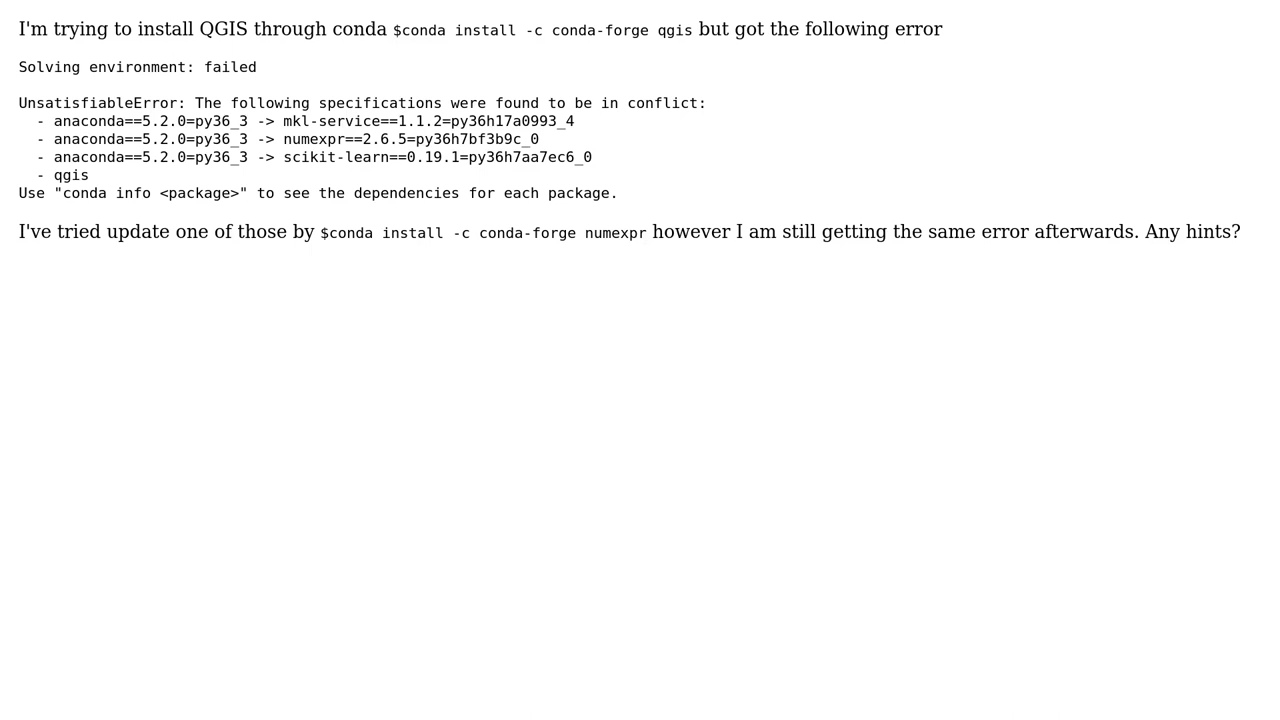 I'm trying to install QGIS through conda $conda install -c conda-forge qgis but got the following error
Solving environment: failed
UnsatisfiableError: The following specifications were found to be in conflict:
  - anaconda==5.2.0=py36_3 -> mkl-service==1.1.2=py36h17a0993_4
  - anaconda==5.2.0=py36_3 -> numexpr==2.6.5=py36h7bf3b9c_0
  - anaconda==5.2.0=py36_3 -> scikit-learn==0.19.1=py36h7aa7ec6_0
  - qgis
Use "conda info <package>" to see the dependencies for each package.
I've tried update one of those by $conda install -c conda-forge numexpr however I am still getting the same error afterwards. Any hints?